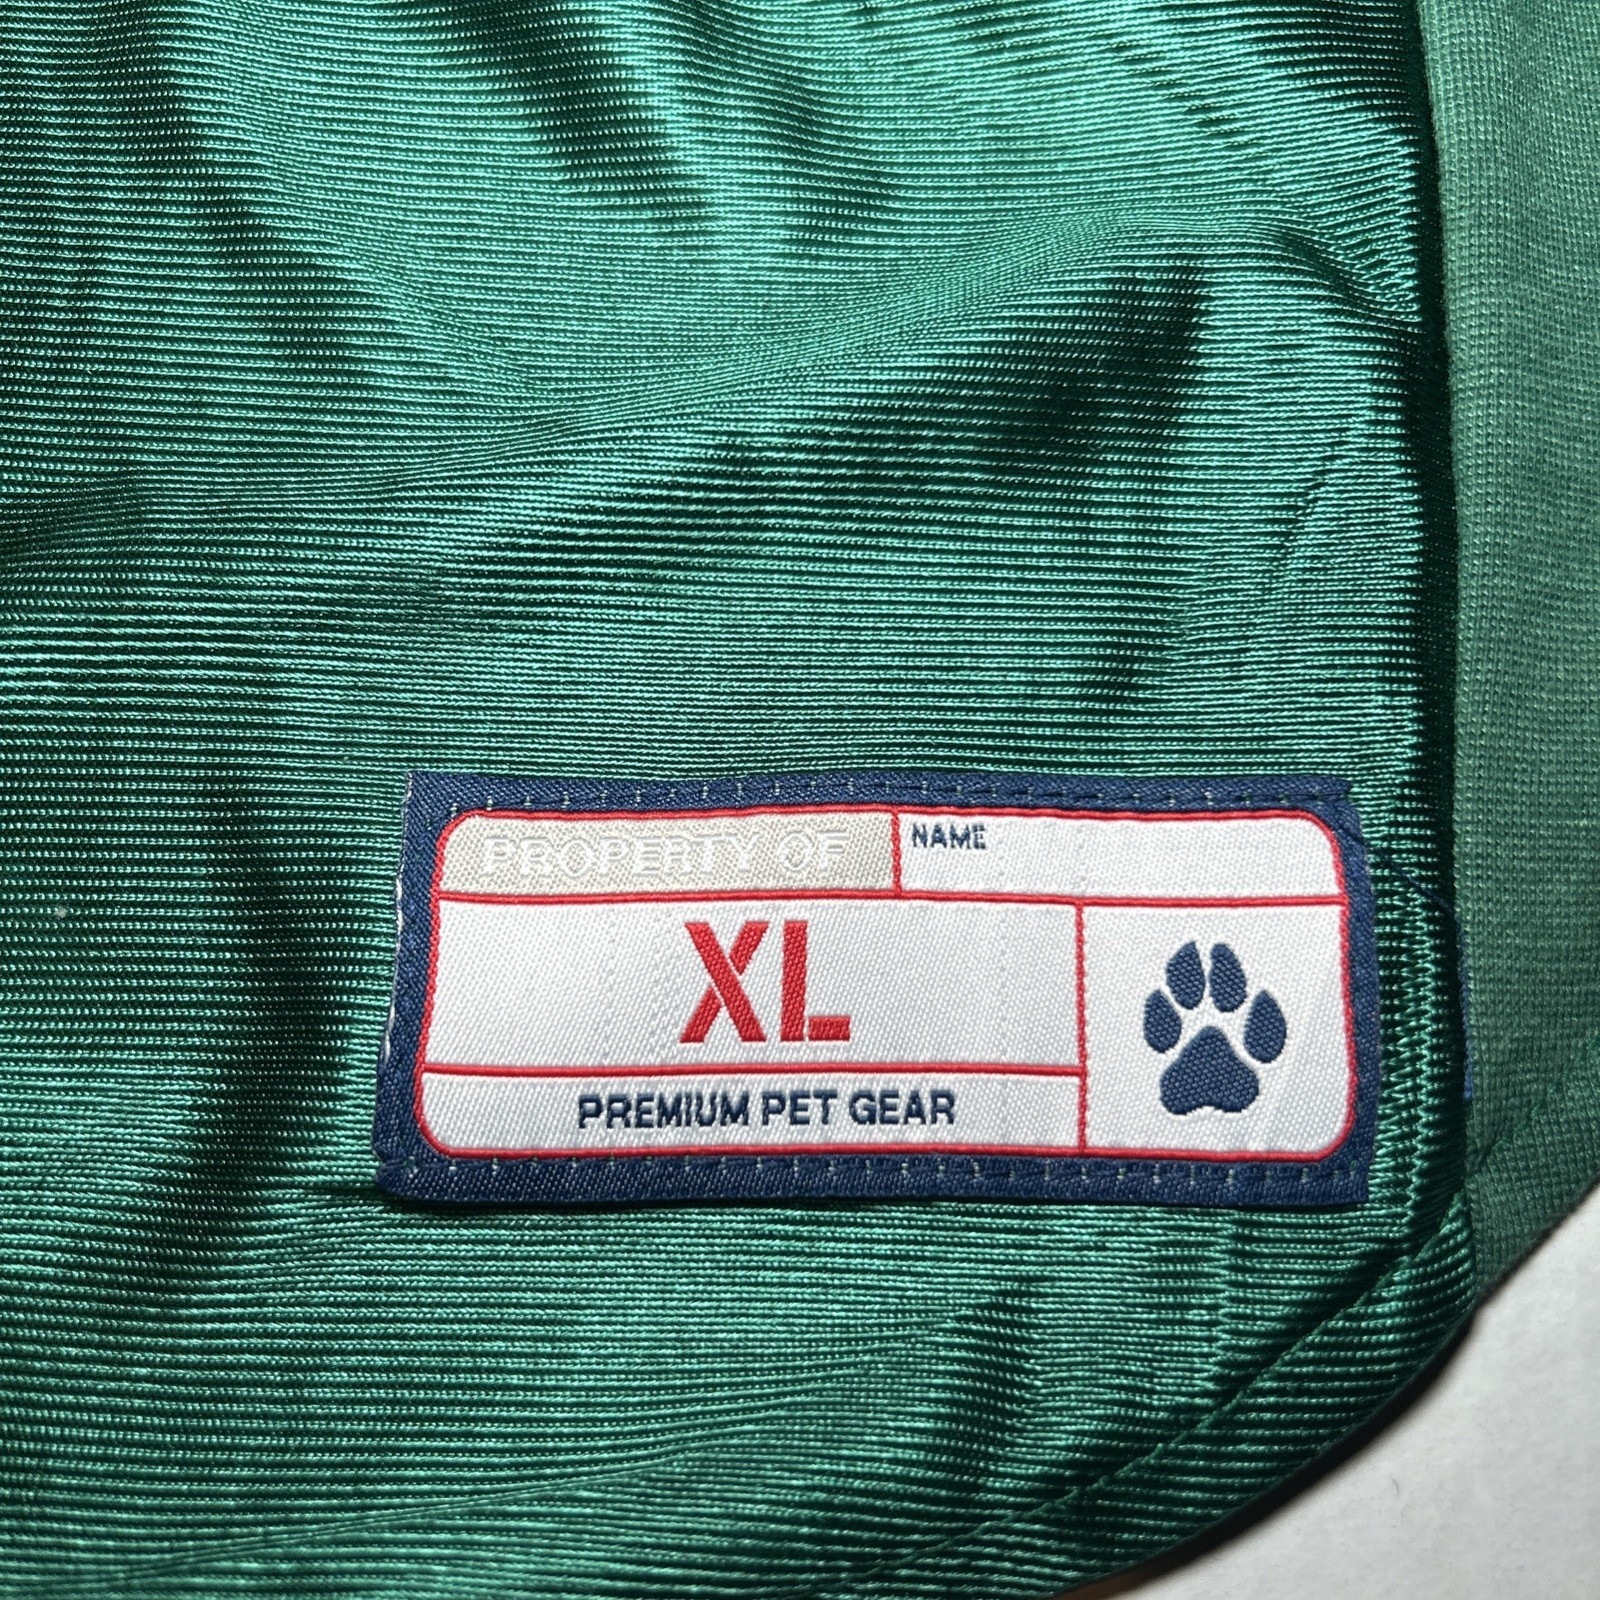 PROPERTY OF
NAME
XL
PREMIUM PET GEAR